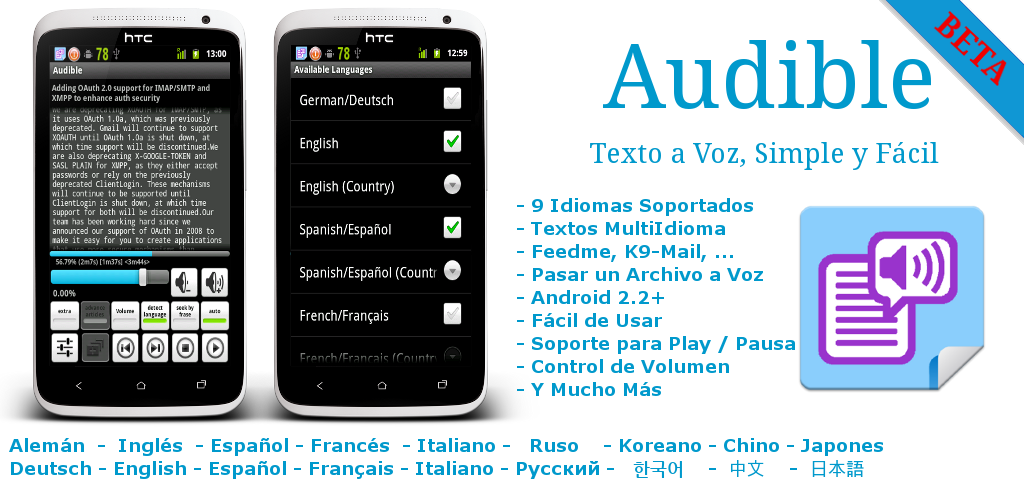 hTC
78
13:00
Audible
Adding OAuth 2.0 support for IMAP/SMTP and
XMPP to enhance auth security
We are deprecating XOAUTH for IMAP/SMTP, as
it uses OAuth 1.0a, which was previously
deprecated. Gmail will continue to support
XOAUTH until OAuth 1.0a is shut down, at
which time support will be discontinued.We
are also deprecating X-GOOGLE-TOKEN and
SASL PLAIN for XMPP, as they either accept
passwords or rely on the previously
deprecated ClientLogin. These mechanisms
will continue to be supported until
ClientLogin is shut down, at which time
support for both will be discontinued.Our
team has been working hard since we
announced our support of OAuth in 2008 to
make it easy for you to create applications
56.79% (2m7s) [1m37s] <3m44s>
0.00%
extra
advance
articles
Volume
detect
language
seek by
frase
auto
hTC
78
12:59
Available Languages
German/Deutsch
English
English (Country)
Spanish/Español
Spanish/Español (Countr
French/Français
French/Français (Countr
BETA
Audible
Texto a Voz, Simple y Fácil
- 9 Idiomas Soportados
- Textos MultiIdioma
- Feedme, K9-Mail, ...
- Pasar un Archivo a Voz
- Android 2.2+
- Fácil de Usar
- Soporte para Play / Pausa
- Control de Volumen
- Y Mucho Más
Alemán - Inglés - Español - Francés - Italiano - Ruso - Koreano - Chino - Japones
Deutsch - English - Español - Français - Italiano - Русский - 한국어 - 中文 - 日本語